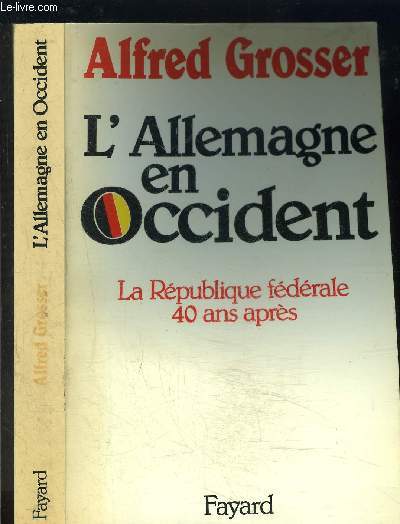 Le-livre.com
Alfred Grosser
L'Allemagne
en
Occident
La République fédérale
40 ans après
Fayard
L'Allemagne en Occident
Alfred Grosser
Fayard